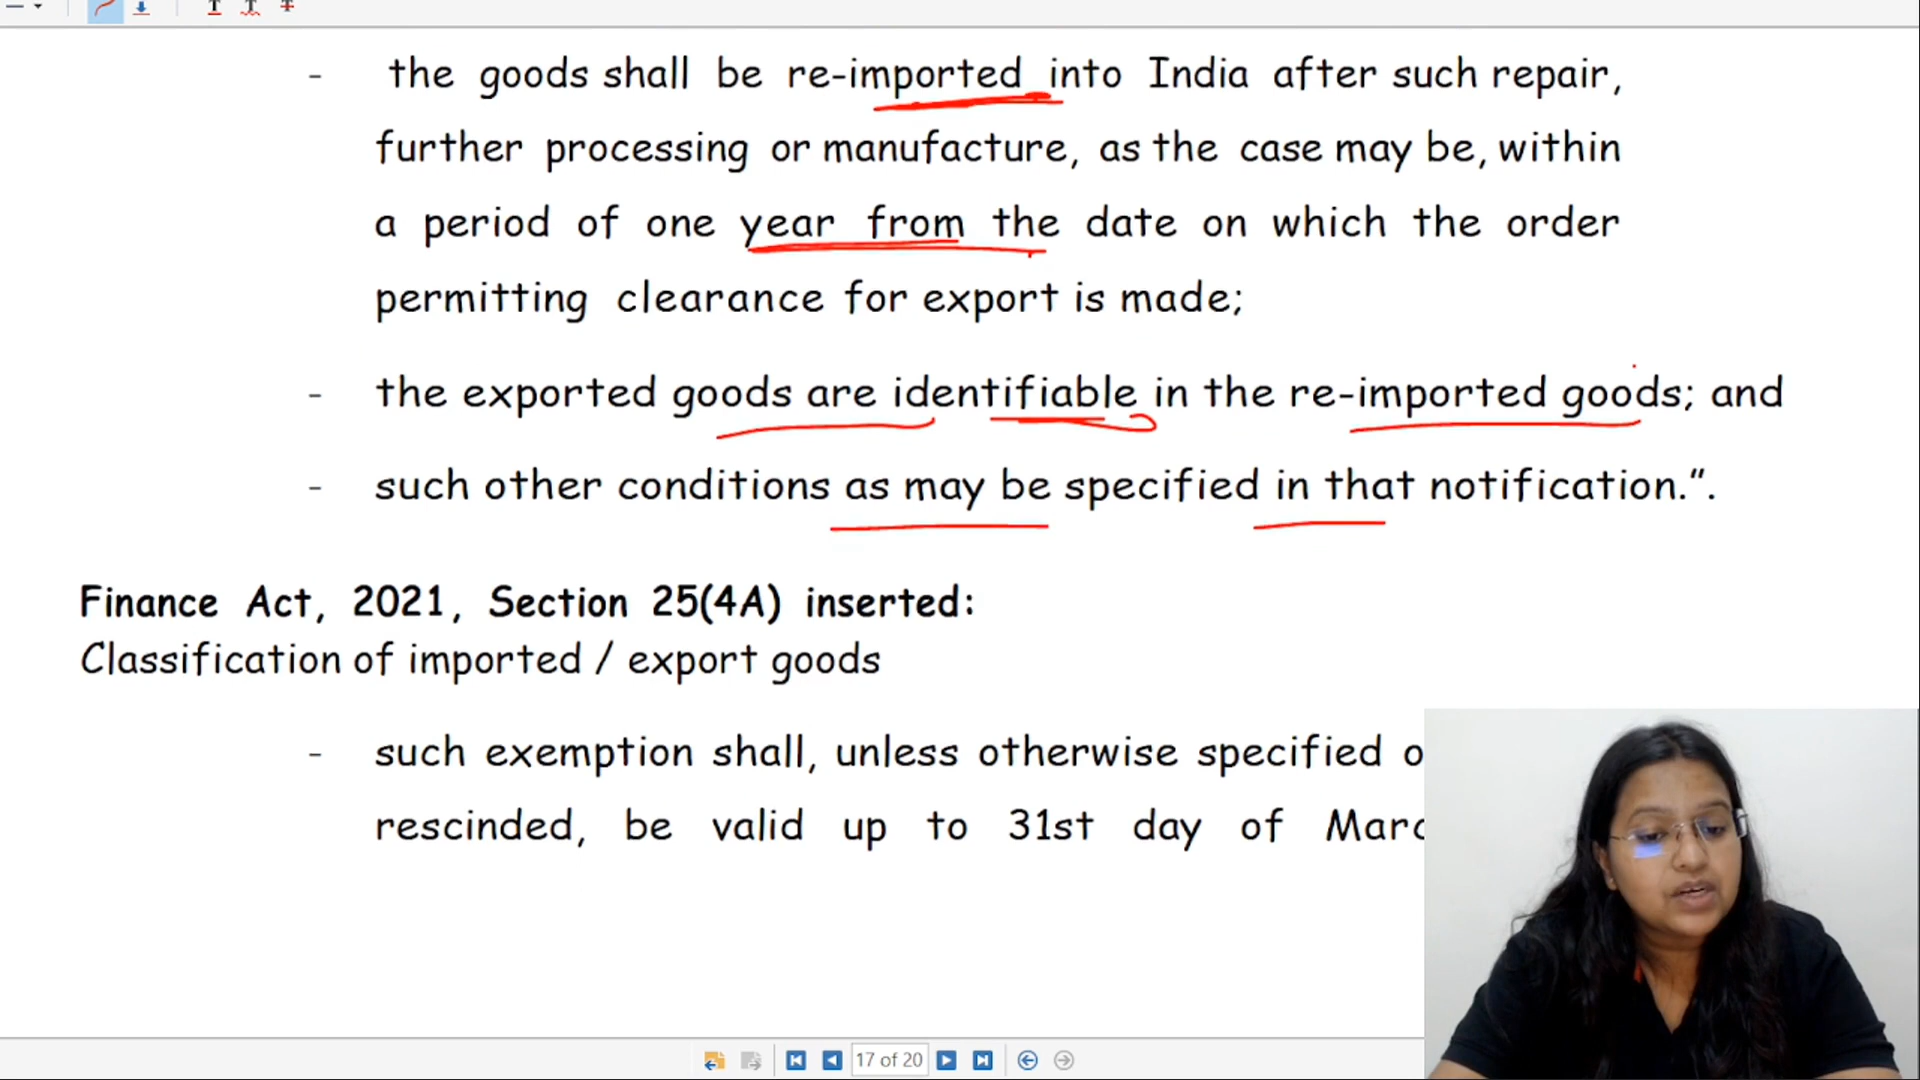 - the goods shall be re-imported into India after such repair,
further processing or manufacture, as the case may be, within
a period of one year from the date on which the order
permitting clearance for export is made;
- the exported goods are identifiable in the re-imported goods; and
- such other conditions as may be specified in that notification.”.
Finance Act, 2021, Section 25(4A) inserted:
Classification of imported / export goods
- such exemption shall, unless otherwise specified
rescinded, be valid up to 31st day of
17 of 20